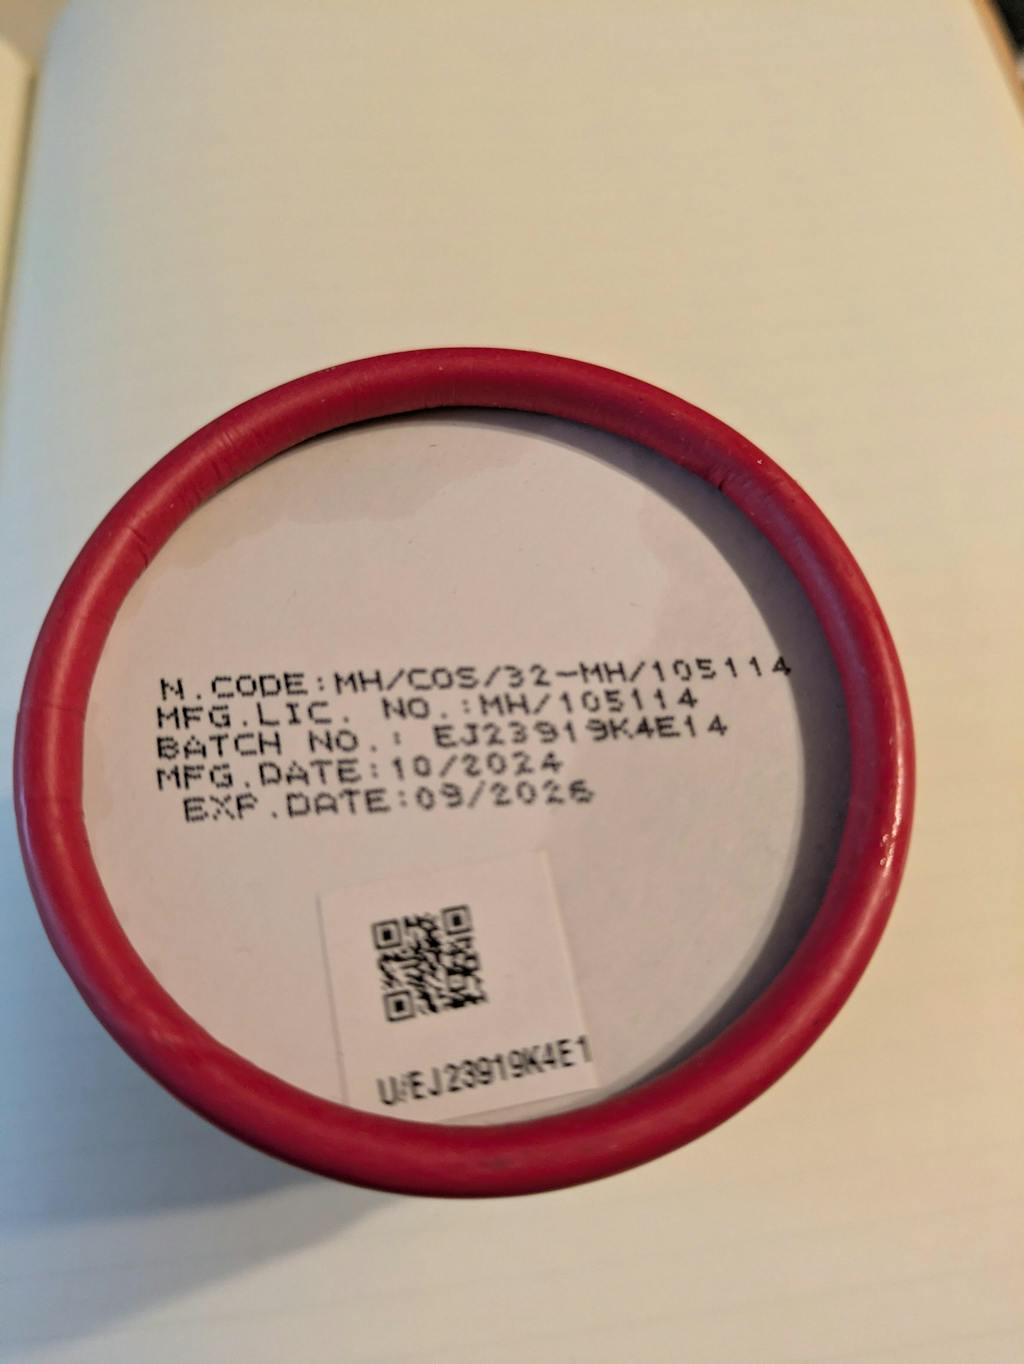 N.CODE:MH/COS/32-MH/105114
MFG.LIC. NO.:MH/105114
BATCH NO.: EJ23919K4E14
MFG.DATE:10/2024
EXP.DATE:09/2026
U/EJ23919K4E1